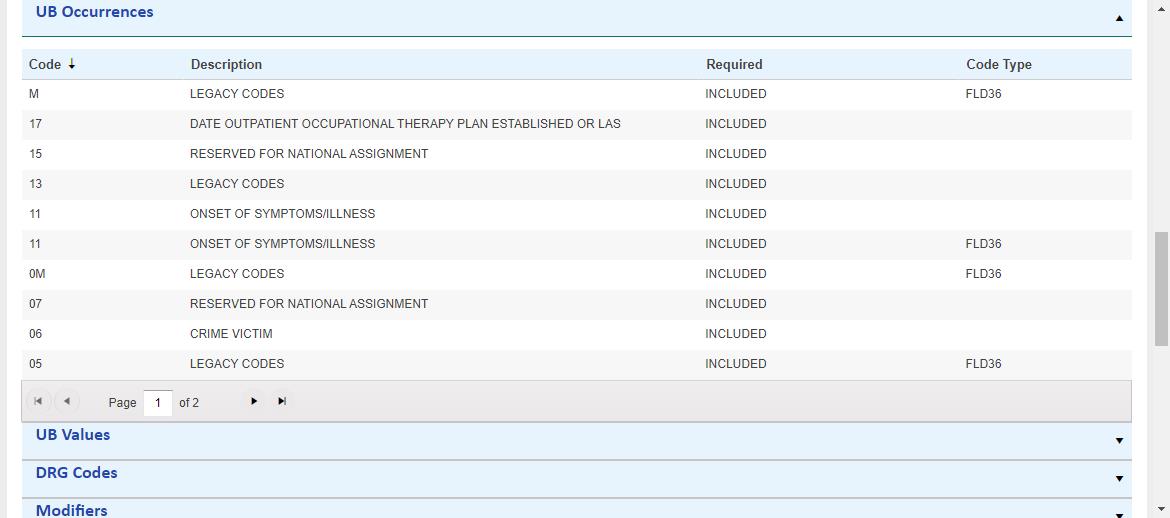 UB Occurrences
Code Description Required Code Type
M LEGACY CODES INCLUDED FLD36
17 DATE OUTPATIENT OCCUPATIONAL THERAPY PLAN ESTABLISHED OR LAS INCLUDED
15 RESERVED FOR NATIONAL ASSIGNMENT INCLUDED
13 LEGACY CODES INCLUDED
11 ONSET OF SYMPTOMS/ILLNESS INCLUDED
11 ONSET OF SYMPTOMS/ILLNESS INCLUDED FLD36
0M LEGACY CODES INCLUDED FLD36
07 RESERVED FOR NATIONAL ASSIGNMENT INCLUDED
06 CRIME VICTIM INCLUDED
05 LEGACY CODES INCLUDED FLD36
Page 1 of 2
UB Values
DRG Codes
Modifiers